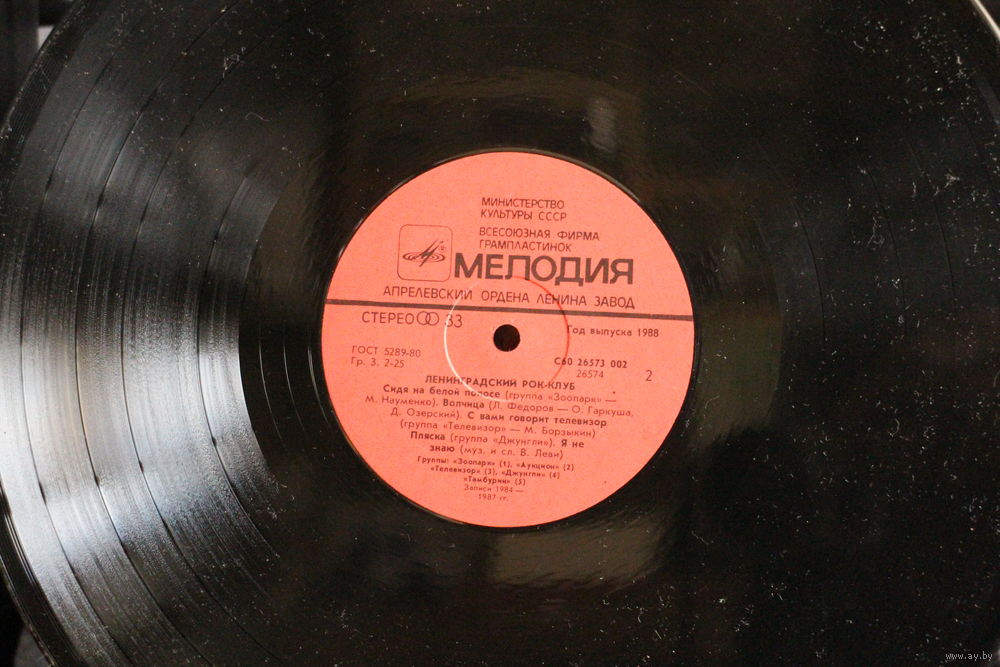 МИНИСТЕРСТВО
КУЛЬТУРЫ СССР
ВСЕСОЮЗНАЯ ФИРМА
ГРАМПЛАСТИНОК
МЕЛОДИЯ
АПРЕЛЕВСКИЙ ОРДЕНА ЛЕНИНА ЗАВОД
СТЕРЕО 33
Год выпуска 1988
ГОСТ 5289-80
Гр. 3. 2-25
С60 26573 002
26574
2
ЛЕНИНГРАДСКИЙ РОК-КЛУБ
Сидя на белой полосе (группа «Зоопарк» —
М. Науменко). Волчица (Л. Федоров — О. Гаркуша,
Д. Озерский). С вами говорит телевизор
(группа «Телевизор» — М. Борзыкин)
Пляска (группа «Джунгли»). Я не
знаю (муз. и сл. В. Леви)
Группы: «Зоопарк» (1), «Аукцион» (2)
«Телевизор» (3), «Джунгли» (4)
«Тамбурин» (5)
Записи 1984—
1987 гг.
www.ay.by